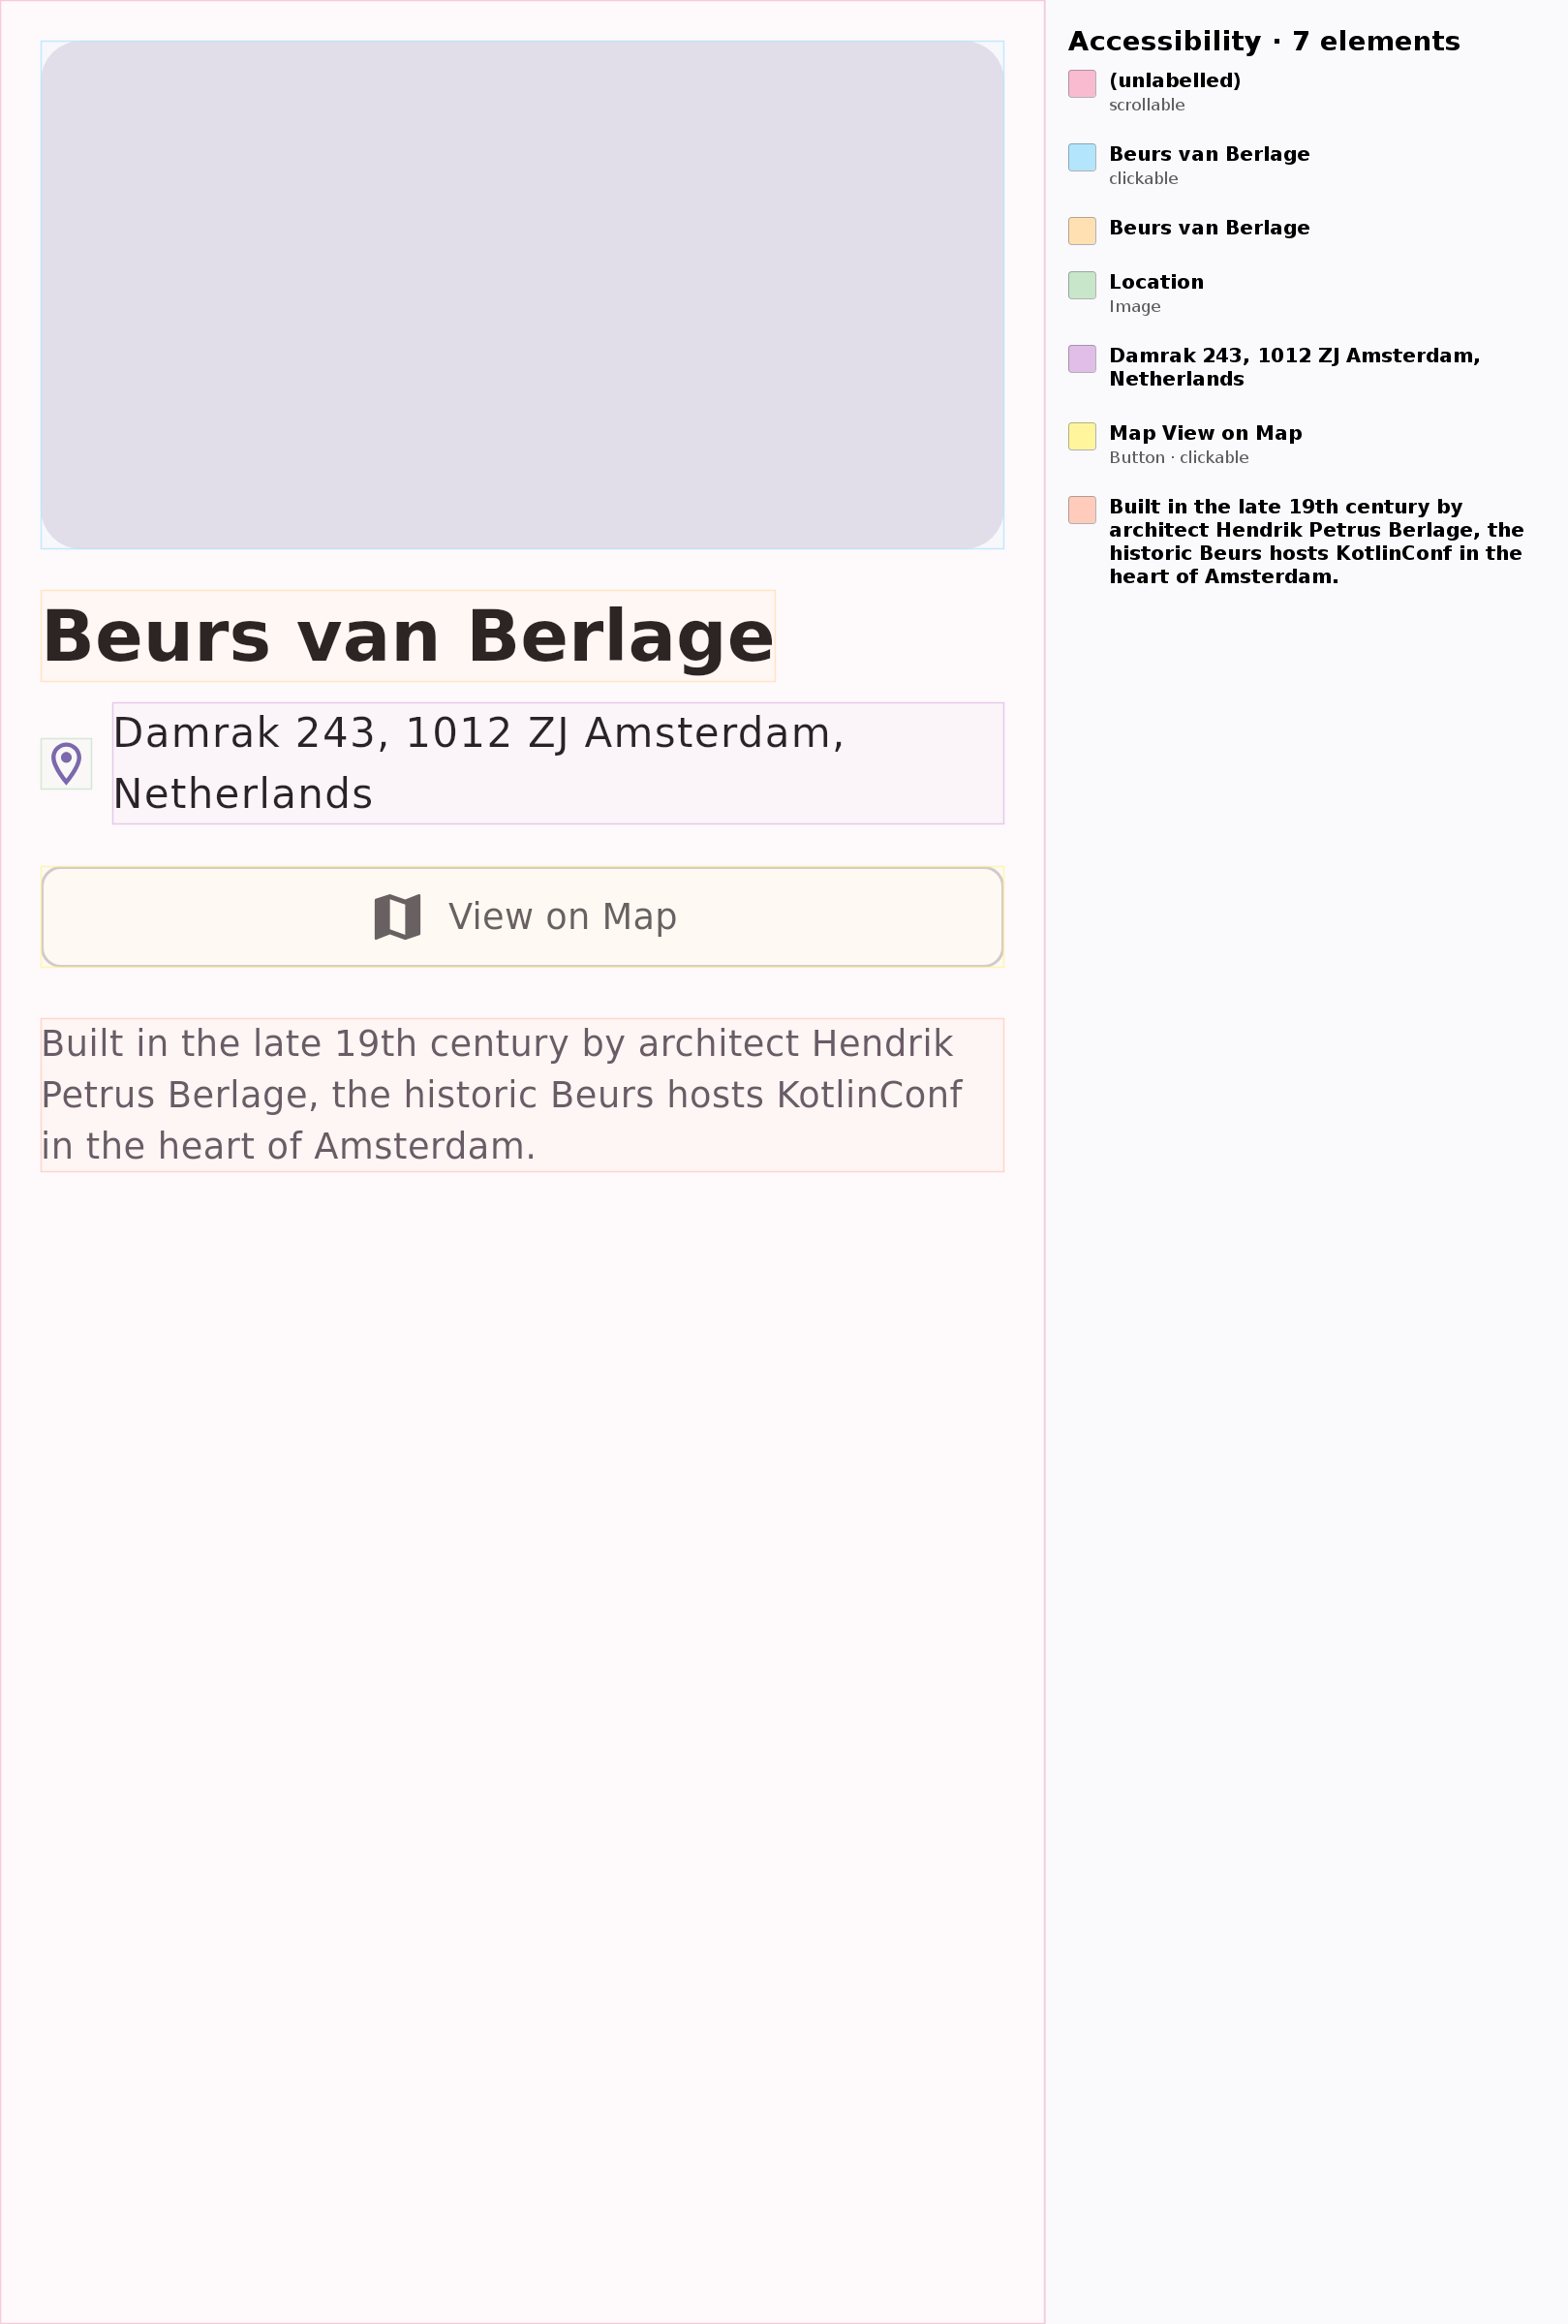 Beurs van Berlage
Damrak 243, 1012 ZJ Amsterdam,
Netherlands
View on Map
Built in the late 19th century by architect Hendrik
Petrus Berlage, the historic Beurs hosts KotlinConf
in the heart of Amsterdam.
Accessibility · 7 elements
(unlabelled)
scrollable
Beurs van Berlage
clickable
Beurs van Berlage
Location
Image
Damrak 243, 1012 ZJ Amsterdam,
Netherlands
Map View on Map
Button · clickable
Built in the late 19th century by
architect Hendrik Petrus Berlage, the
historic Beurs hosts KotlinConf in the
heart of Amsterdam.